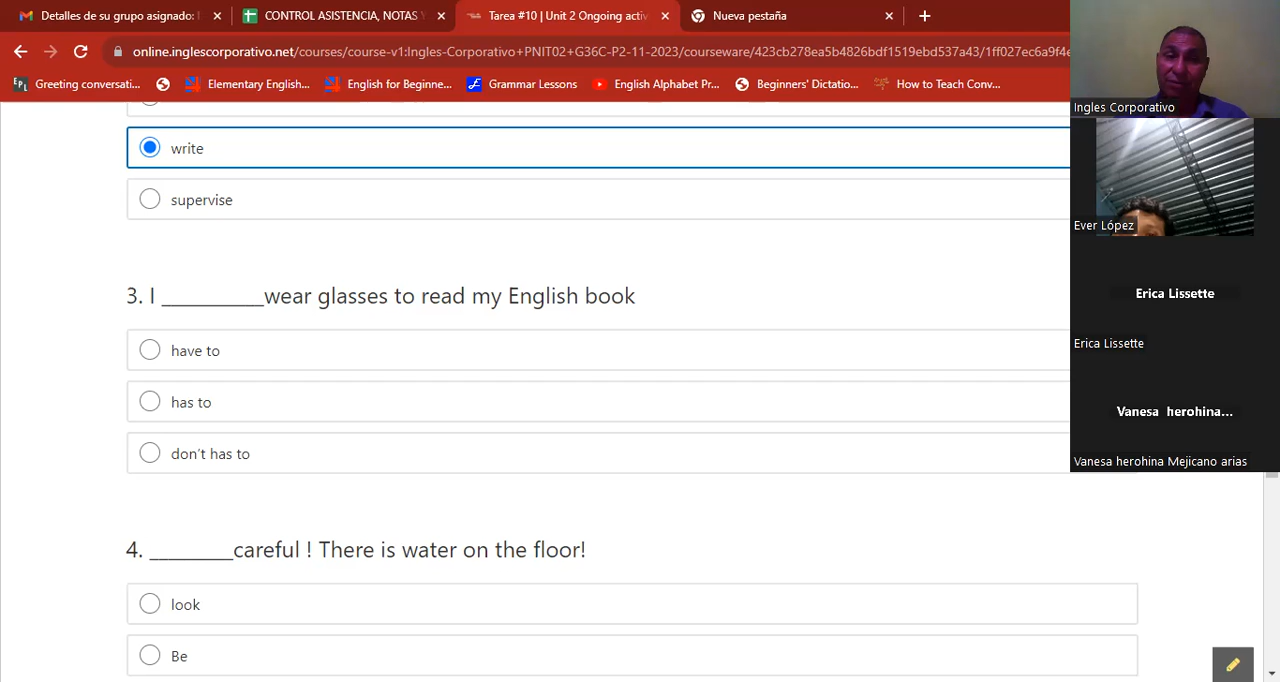 Detalles de su grupo asignado:
CONTROL ASISTENCIA, NOTAS Y
Tarea #10 | Unit 2 Ongoing activ
Nueva pestaña
online.inglescorporativo.net/courses/course-v1:Ingles-Corporativo+PNIT02+G36C-P2-11-2023/courseware/423cb278ea5b4826bdf1519ebd537a43/1ff027ec6a9f4e
Greeting conversati...
Elementary English...
English for Beginne...
Grammar Lessons
English Alphabet Pr...
Beginners' Dictatio...
How to Teach Conv...
Ingles Corporativo
write
supervise
Ever López
3. I __________wear glasses to read my English book
Erica Lissette
Erica Lissette
have to
has to
Vanesa herohina...
don't has to
Vanesa herohina Mejicano arias
4. ________careful ! There is water on the floor!
look
Be